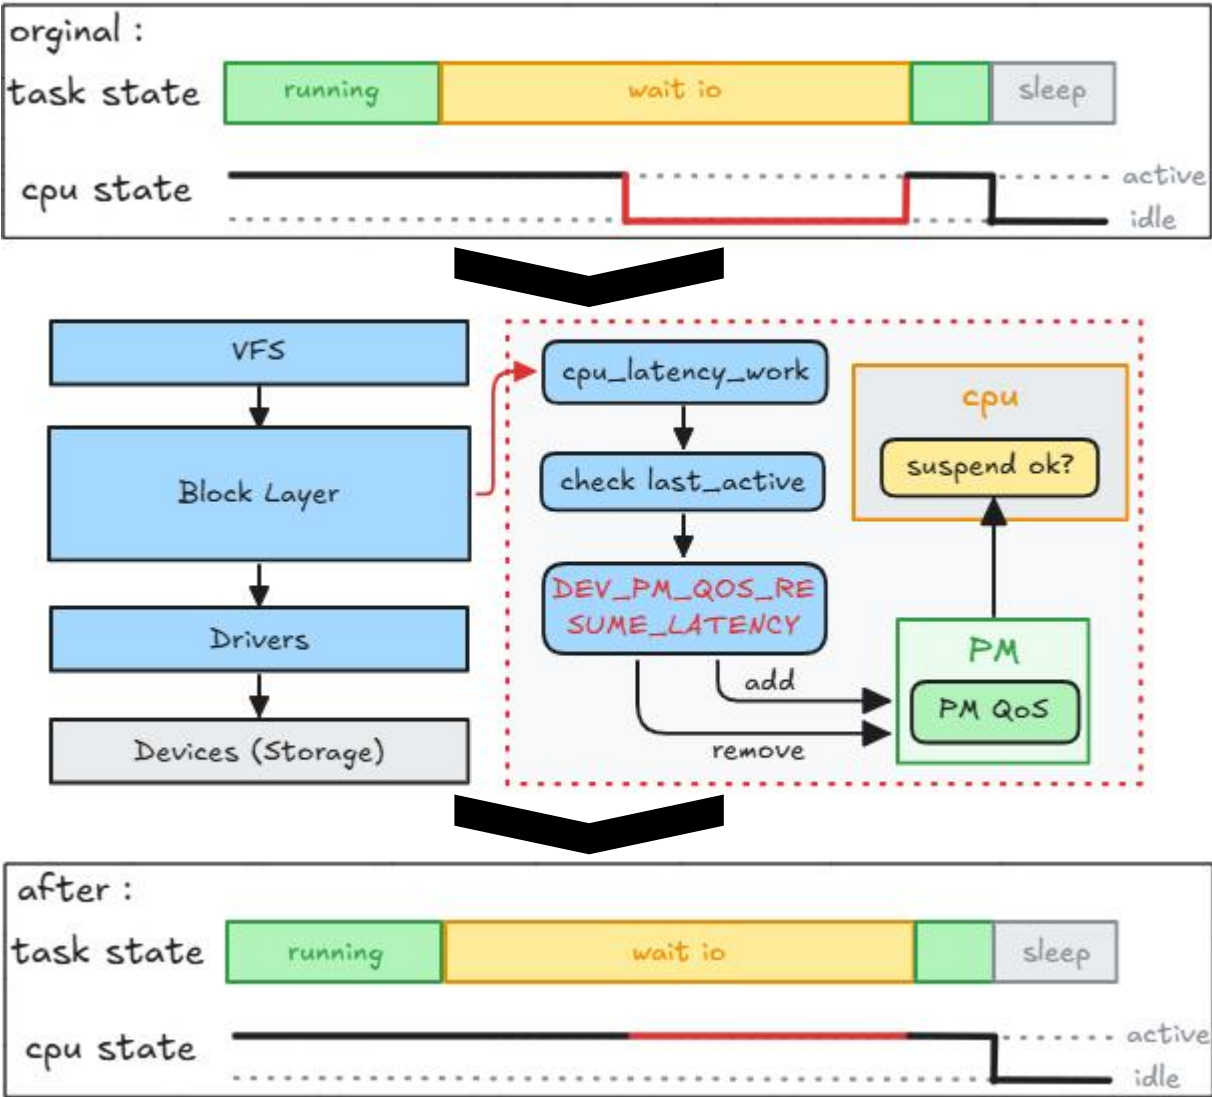 orginal :
task state
running
wait io
sleep
cpu state
active
idle
VFS
Block Layer
Drivers
Devices (Storage)
cpu_latency_work
check last_active
DEV_PM_QOS_RE
SUME_LATENCY
add
remove
cpu
suspend ok?
PM
PM QoS
after :
task state
running
wait io
sleep
cpu state
active
idle